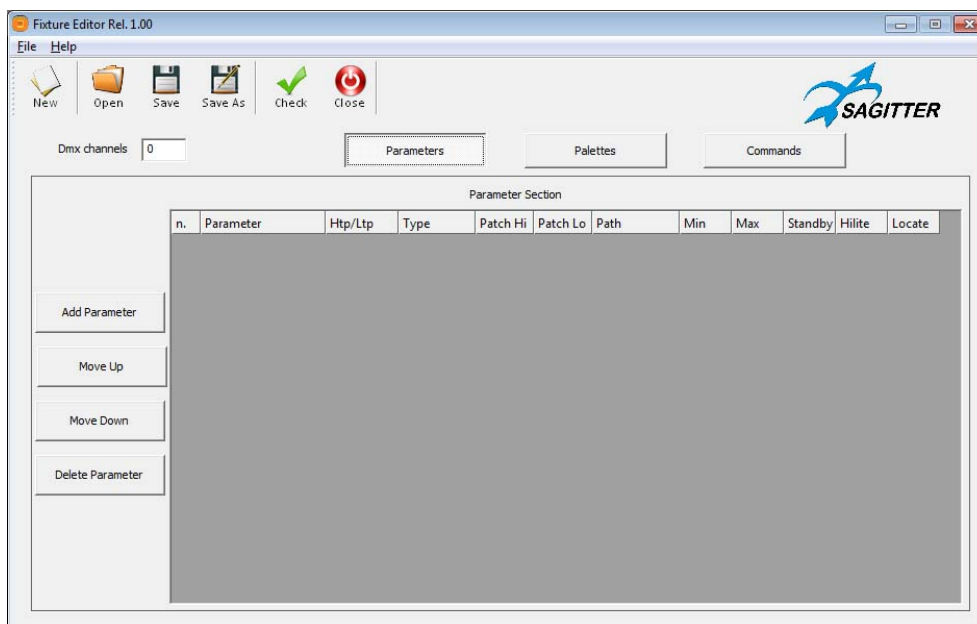 Fixture Editor Rel. 1.00
File Help
New Open Save Save As Check Close
SAGITTER
Dmx channels 0 Parameters Palettes Commands
Parameter Section
n. Parameter Htp/Ltp Type Patch Hi Patch Lo Path Min Max Standby Hilite Locate
Add Parameter
Move Up
Move Down
Delete Parameter